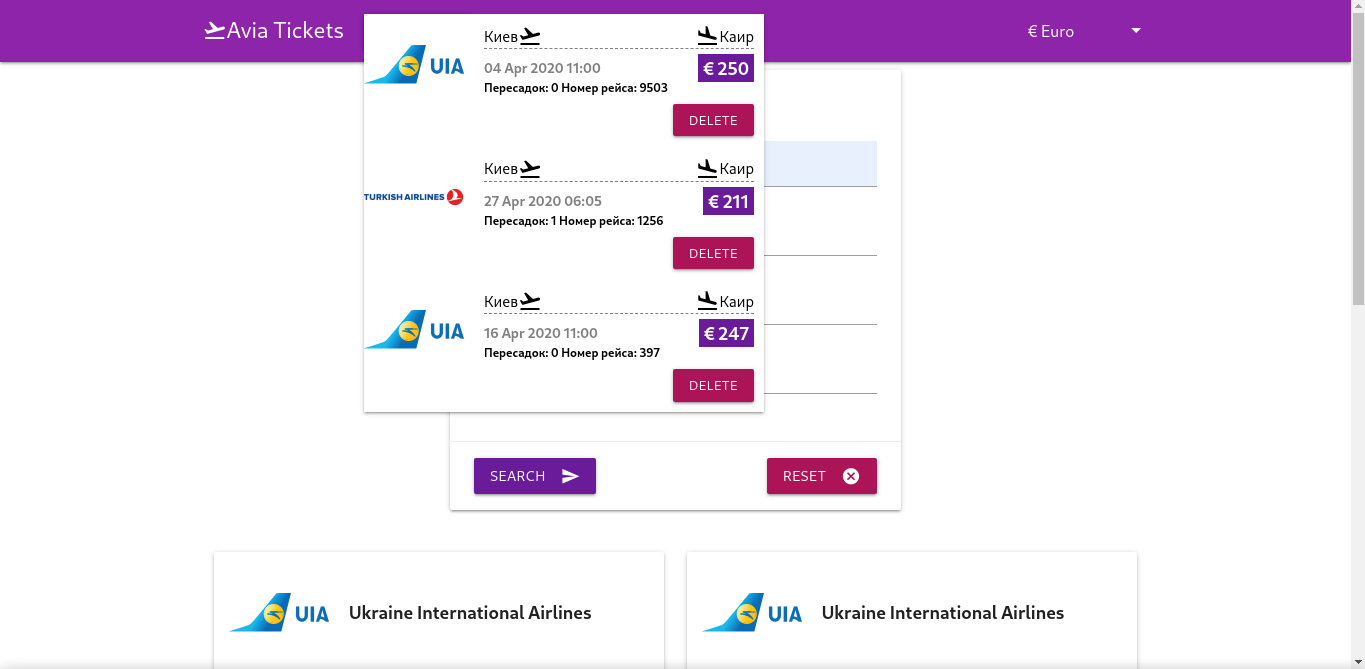 Avia Tickets
€ Euro
Киев Каир
UIA
04 Apr 2020 11:00 € 250
Пересадок: 0 Номер рейса: 9503
DELETE
Киев Каир
TURKISH AIRLINES
27 Apr 2020 06:05 € 211
Пересадок: 1 Номер рейса: 1256
DELETE
Киев Каир
UIA
16 Apr 2020 11:00 € 247
Пересадок: 0 Номер рейса: 397
DELETE
SEARCH RESET
UIA Ukraine International Airlines
UIA Ukraine International Airlines